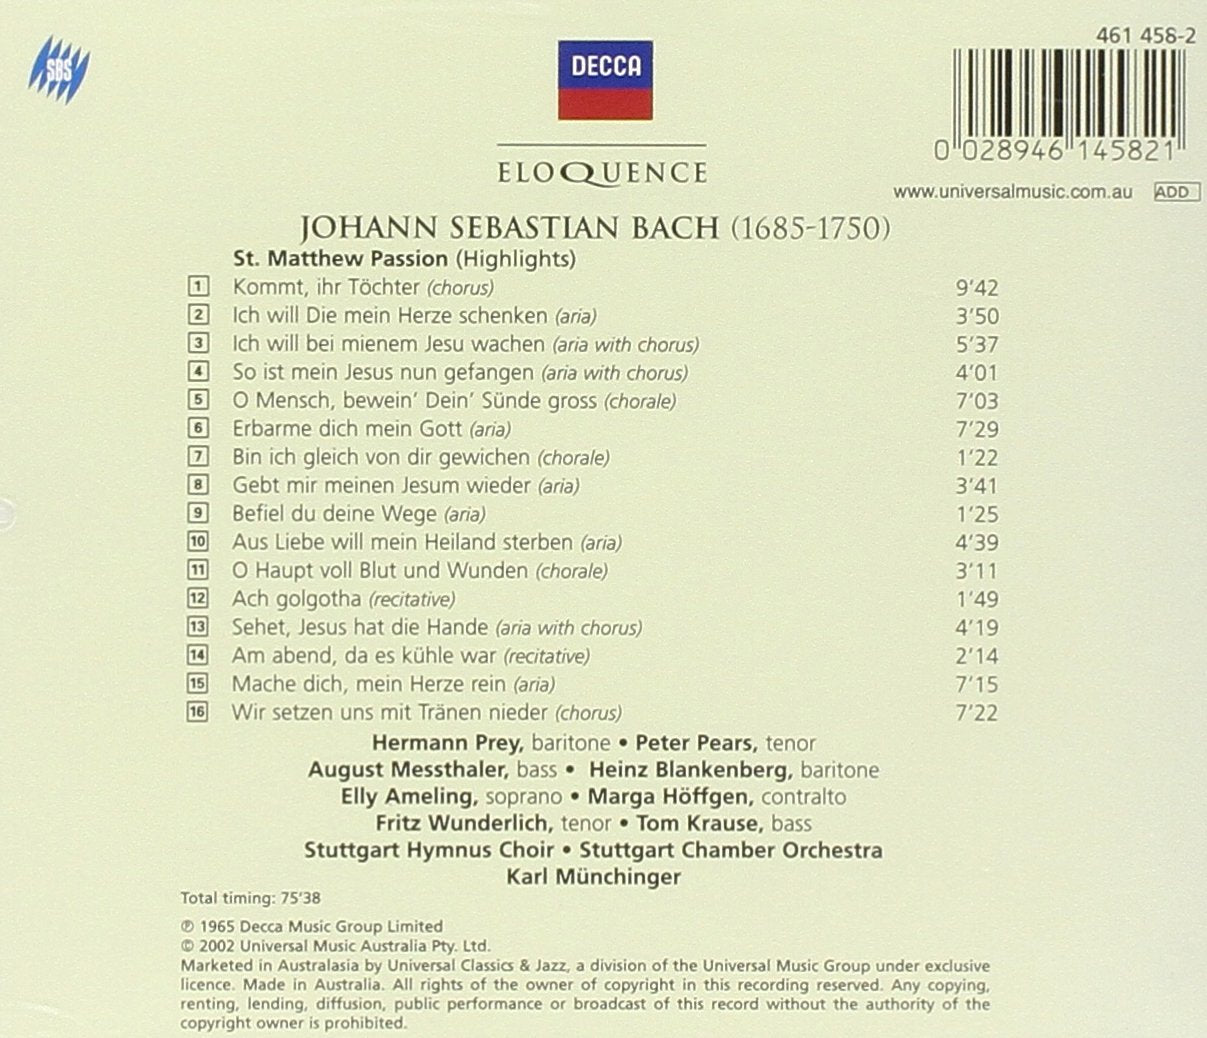 461 458-2
SBS
DECCA
0 028946 145821
ELOQUENCE
www.universalmusic.com.au ADD
JOHANN SEBASTIAN BACH (1685-1750)
St. Matthew Passion (Highlights)
1 Kommt, ihr Töchter (chorus) 9'42
2 Ich will Die mein Herze schenken (aria) 3'50
3 Ich will bei mienem Jesu wachen (aria with chorus) 5'37
4 So ist mein Jesus nun gefangen (aria with chorus) 4'01
5 O Mensch, bewein' Dein' Sünde gross (chorale) 7'03
6 Erbarme dich mein Gott (aria) 7'29
7 Bin ich gleich von dir gewichen (chorale) 1'22
8 Gebt mir meinen Jesum wieder (aria) 3'41
9 Befiel du deine Wege (aria) 1'25
10 Aus Liebe will mein Heiland sterben (aria) 4'39
11 O Haupt voll Blut und Wunden (chorale) 3'11
12 Ach golgotha (recitative) 1'49
13 Sehet, Jesus hat die Hande (aria with chorus) 4'19
14 Am abend, da es kühle war (recitative) 2'14
15 Mache dich, mein Herze rein (aria) 7'15
16 Wir setzen uns mit Tränen nieder (chorus) 7'22
Hermann Prey, baritone • Peter Pears, tenor
August Messthaler, bass • Heinz Blankenberg, baritone
Elly Ameling, soprano • Marga Höffgen, contralto
Fritz Wunderlich, tenor • Tom Krause, bass
Stuttgart Hymnus Choir • Stuttgart Chamber Orchestra
Karl Münchinger
Total timing: 75'38
℗ 1965 Decca Music Group Limited
© 2002 Universal Music Australia Pty. Ltd.
Marketed in Australasia by Universal Classics & Jazz, a division of the Universal Music Group under exclusive
licence. Made in Australia. All rights of the owner of copyright in this recording reserved. Any copying,
renting, lending, diffusion, public performance or broadcast of this record without the authority of the
copyright owner is prohibited.